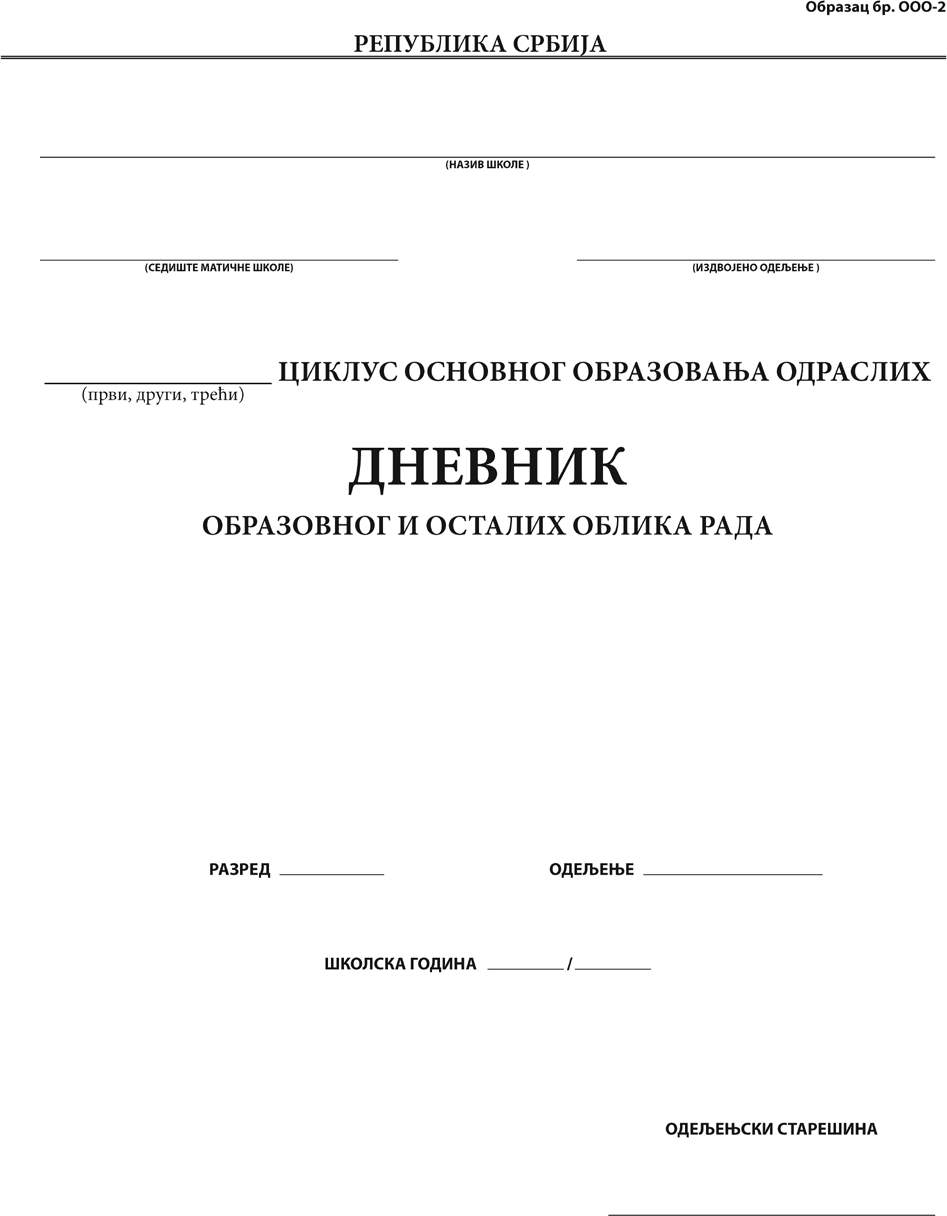 Образац бр. ООО-2
РЕПУБЛИКА СРБИЈА
(НАЗИВ ШКОЛЕ )
(СЕДИШТЕ МАТИЧНЕ ШКОЛЕ) (ИЗДВОЈЕНО ОДЕЉЕЊЕ )
ЦИКЛУС ОСНОВНОГ ОБРАЗОВАЊА ОДРАСЛИХ
(први, други, трећи)
ДНЕВНИК
ОБРАЗОВНОГ И ОСТАЛИХ ОБЛИКА РАДА
РАЗРЕД ОДЕЉЕЊЕ
ШКОЛСКА ГОДИНА /
ОДЕЉЕЊСКИ СТАРЕШИНА